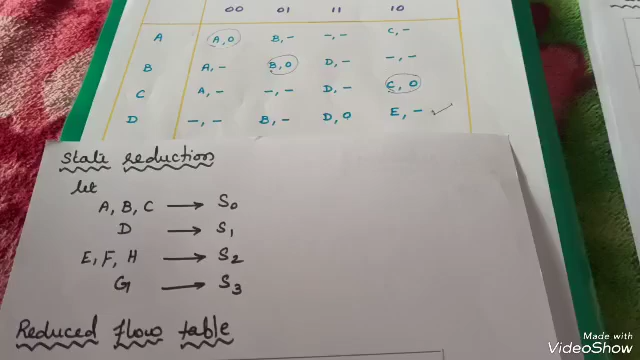 00 01 11 10
A A,0 B,- -,- C,-
B A,- B,0 D,- -,-
C A,- -,- D,- C,0
D -,- B,- D,0 E,-
State reduction
let
A, B, C → S0
D → S1
E, F, H → S2
G → S3
Reduced flow table
Made with
VideoShow